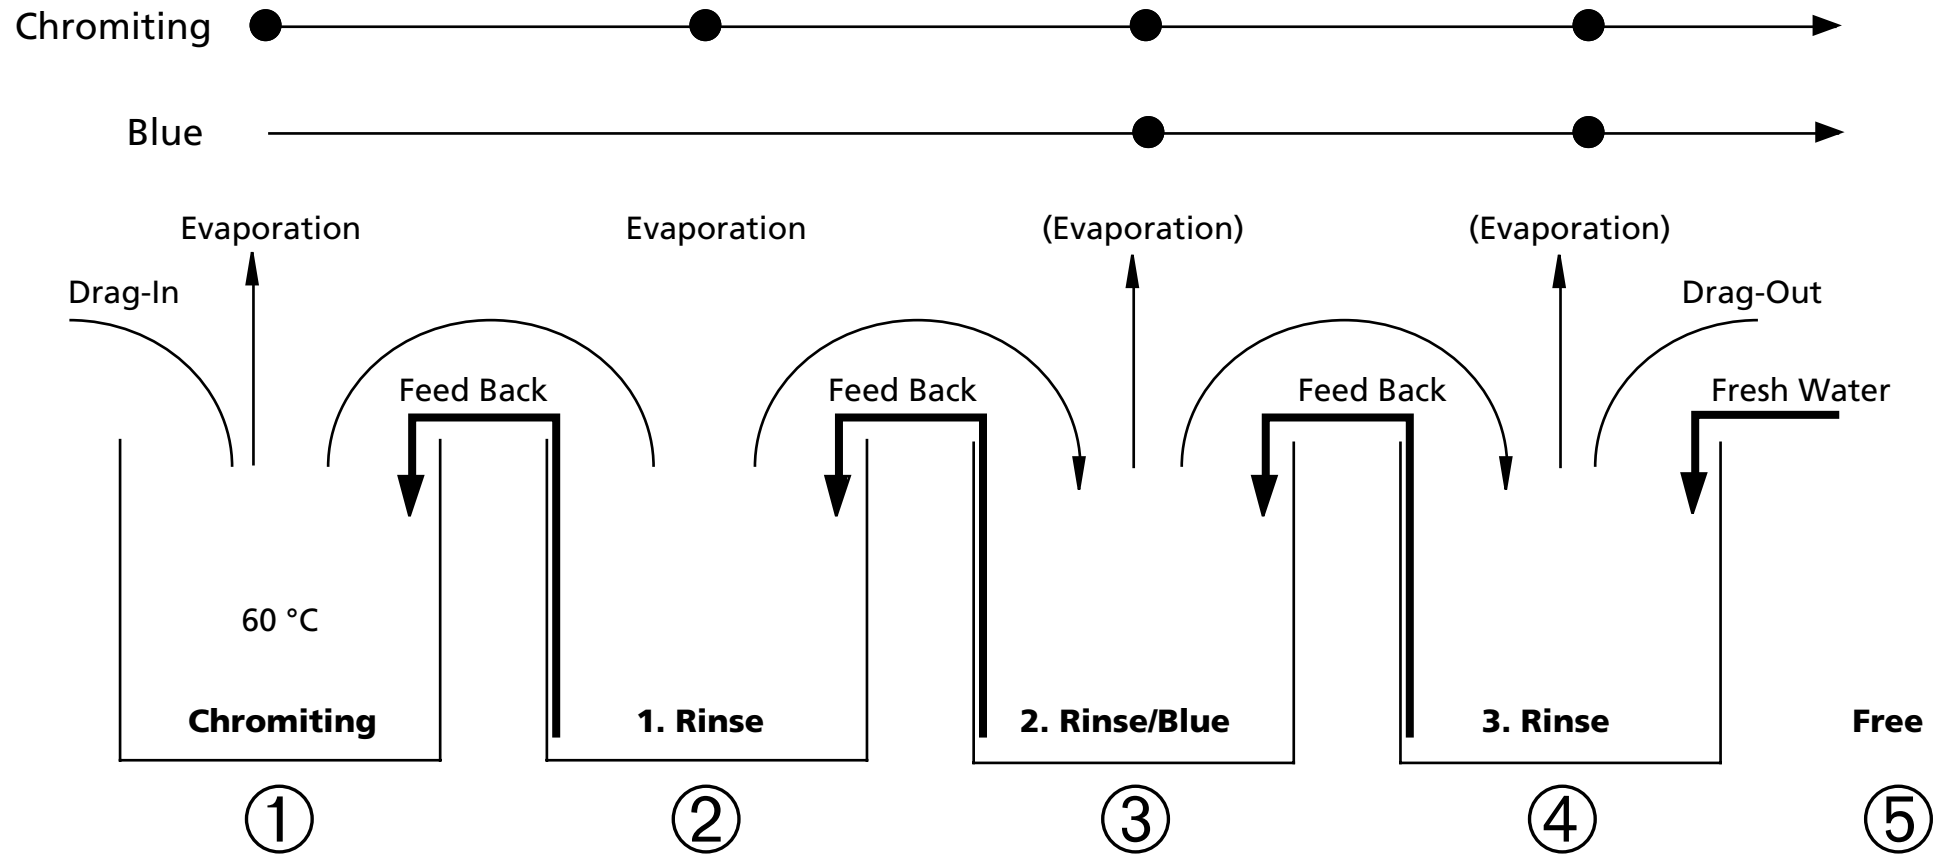 Chromiting
Blue
Evaporation Evaporation (Evaporation) (Evaporation)
Drag-In Drag-Out
Feed Back Feed Back Feed Back Fresh Water
60 °C
Chromiting 1. Rinse 2. Rinse/Blue 3. Rinse Free
① ② ③ ④ ⑤